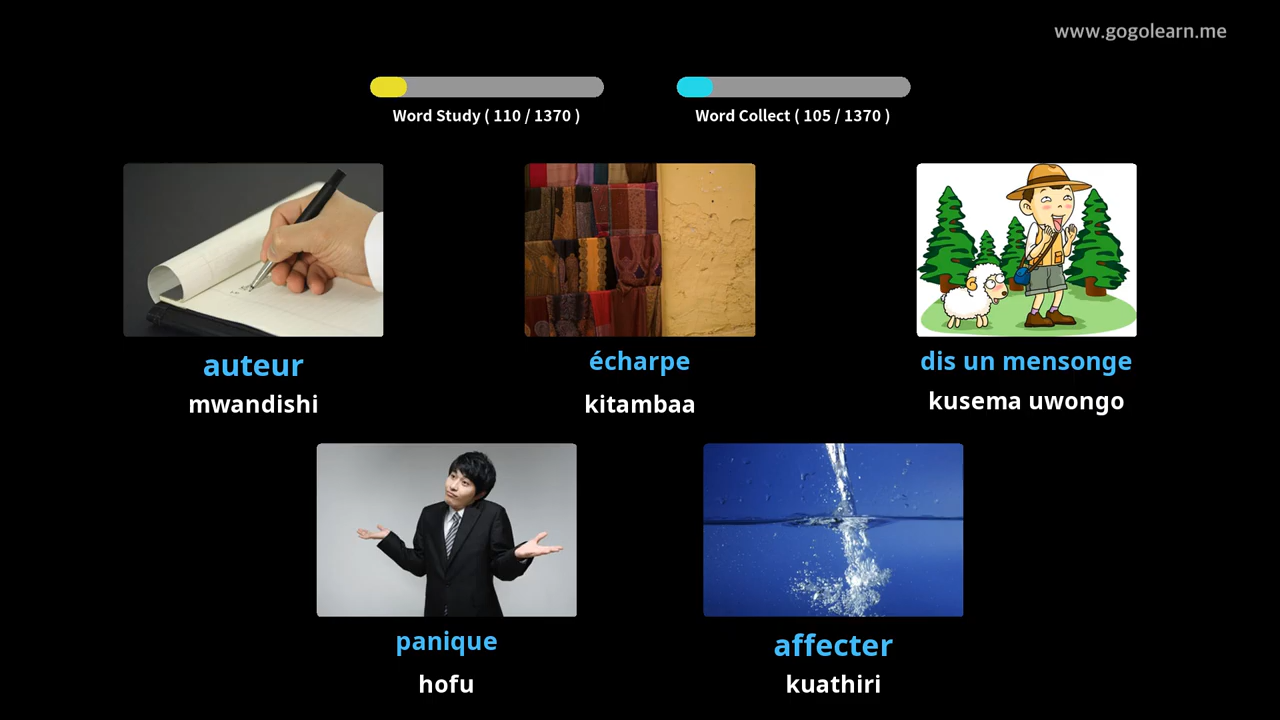 www.gogolearn.me
Word Study ( 110 / 1370 )
Word Collect ( 105 / 1370 )
auteur
mwandishi
écharpe
kitambaa
dis un mensonge
kusema uwongo
panique
hofu
affecter
kuathiri